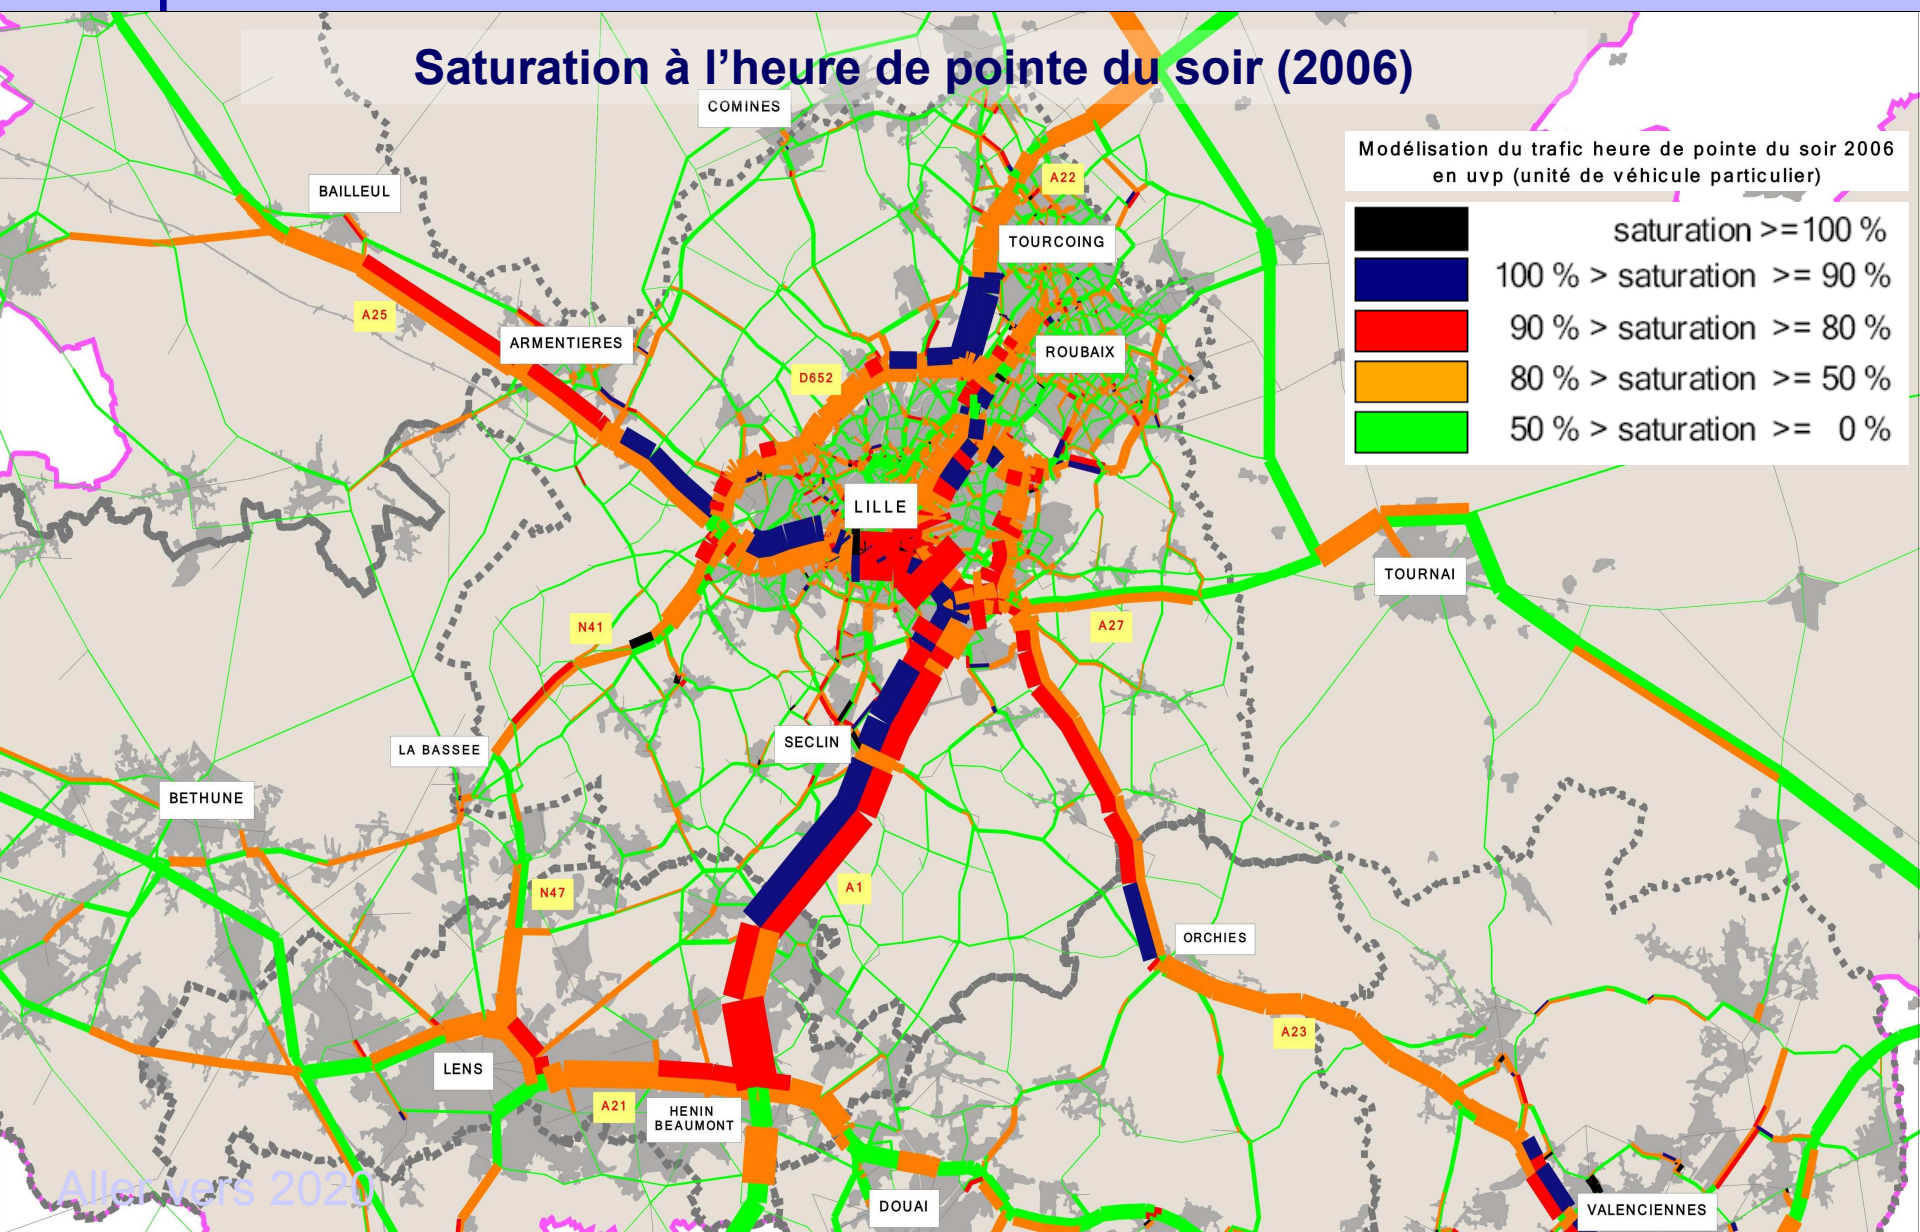 Saturation à l'heure de pointe du soir (2006)
COMINES
Modélisation du trafic heure de pointe du soir 2006
en uvp (unité de véhicule particulier)
saturation >=100 %
100 % > saturation >= 90 %
90 % > saturation >= 80 %
80 % > saturation >= 50 %
50 % > saturation >= 0 %
A22
BAILLEUL
TOURCOING
A25
ARMENTIERES
ROUBAIX
D652
LILLE
TOURNAI
N41
A27
SECLIN
LA BASSEE
BETHUNE
N47
A1
ORCHIES
A23
LENS
A21
HENIN
BEAUMONT
Aller vers 2020
DOUAI
VALENCIENNES